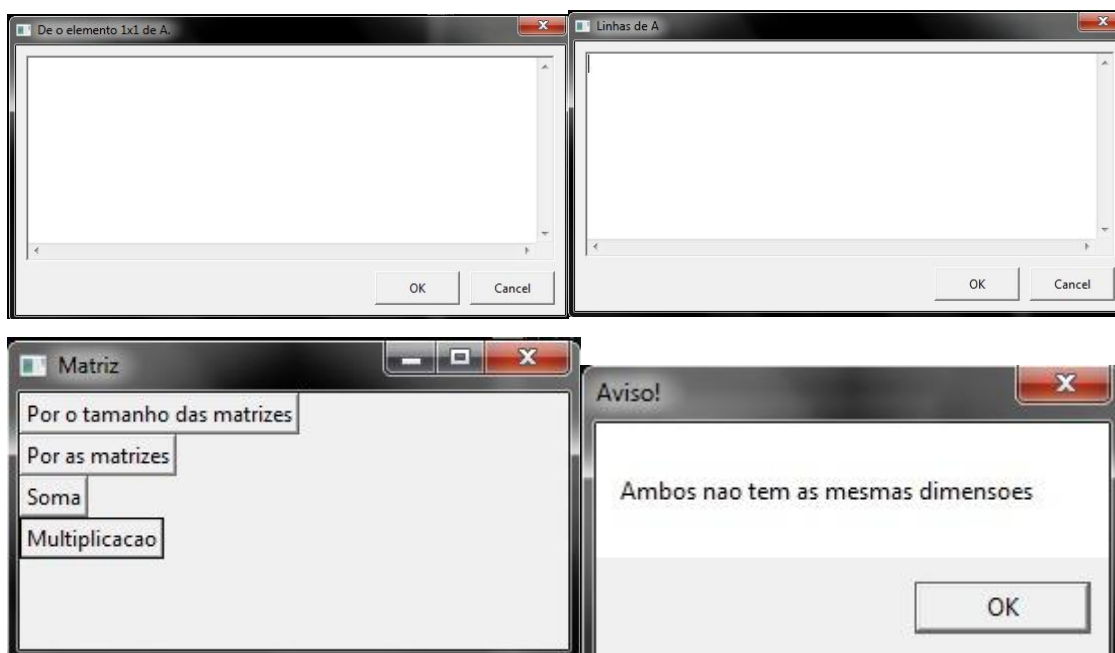 De o elemento 1x1 de A.
OK
Cancel
Linhas de A
OK
Cancel
Matriz
Por o tamanho das matrizes
Por as matrizes
Soma
Multiplicacao
Aviso!
Ambos nao tem as mesmas dimensoes
OK